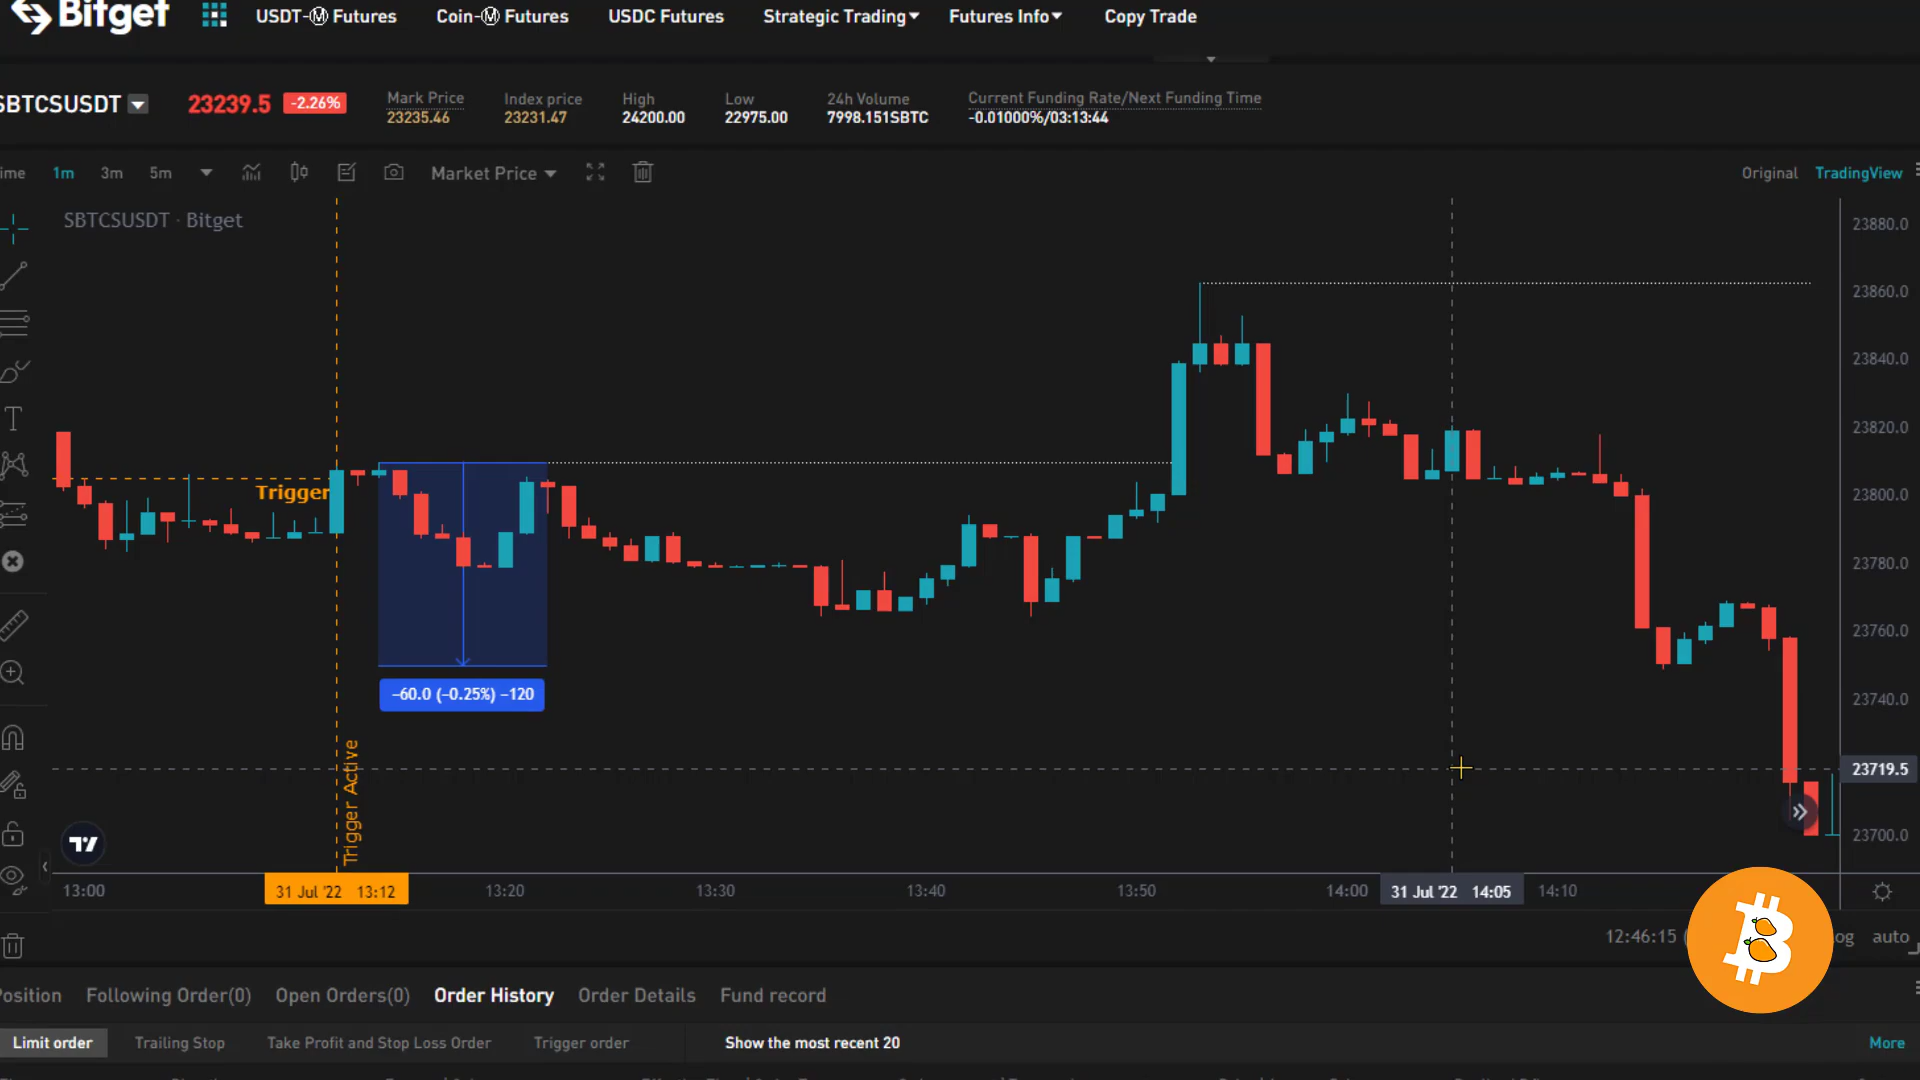 Bitget
USDT-Ⓜ Futures
Coin-Ⓜ Futures
USDC Futures
Strategic Trading
Futures Info
Copy Trade
SBTCSUSDT
23239.5
-2.26%
Mark Price
23235.46
Index price
23231.47
High
24200.00
Low
22975.00
24h Volume
7998.151SBTC
Current Funding Rate/Next Funding Time
-0.01000%/03:13:44
ime
1m
3m
5m
Market Price
Original
TradingView
SBTCSUSDT · Bitget
23880.0
23860.0
23840.0
23820.0
23800.0
23780.0
23760.0
23740.0
23719.5
23700.0
Trigger
Trigger Active
−60.0 (−0.25%) −120
13:00
31 Jul '22 13:12
13:20
13:30
13:40
13:50
14:00
31 Jul '22 14:05
14:10
12:46:15 (
og
auto
osition
Following Order(0)
Open Orders(0)
Order History
Order Details
Fund record
Limit order
Trailing Stop
Take Profit and Stop Loss Order
Trigger order
Show the most recent 20
More